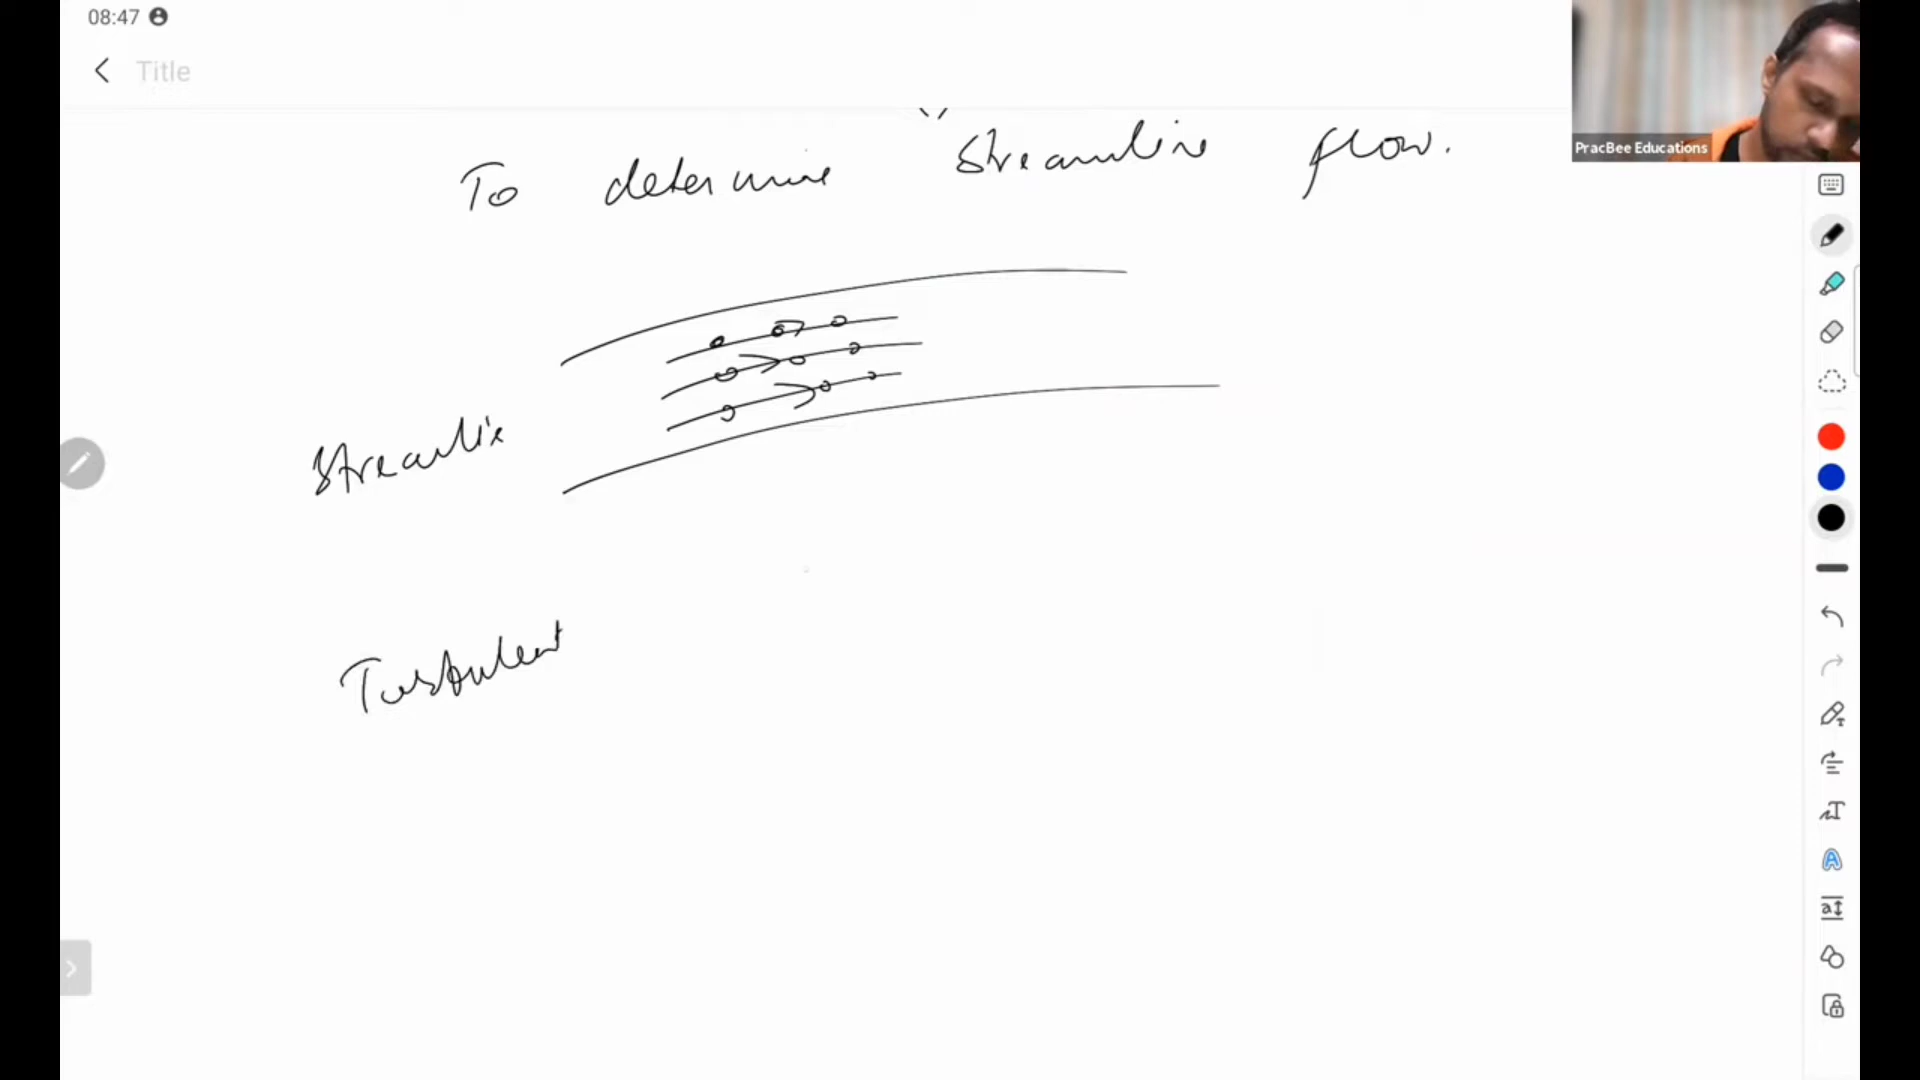 08:47
Title
PracBee Educations
To determine streamline flow.
Streamline
Turbulent